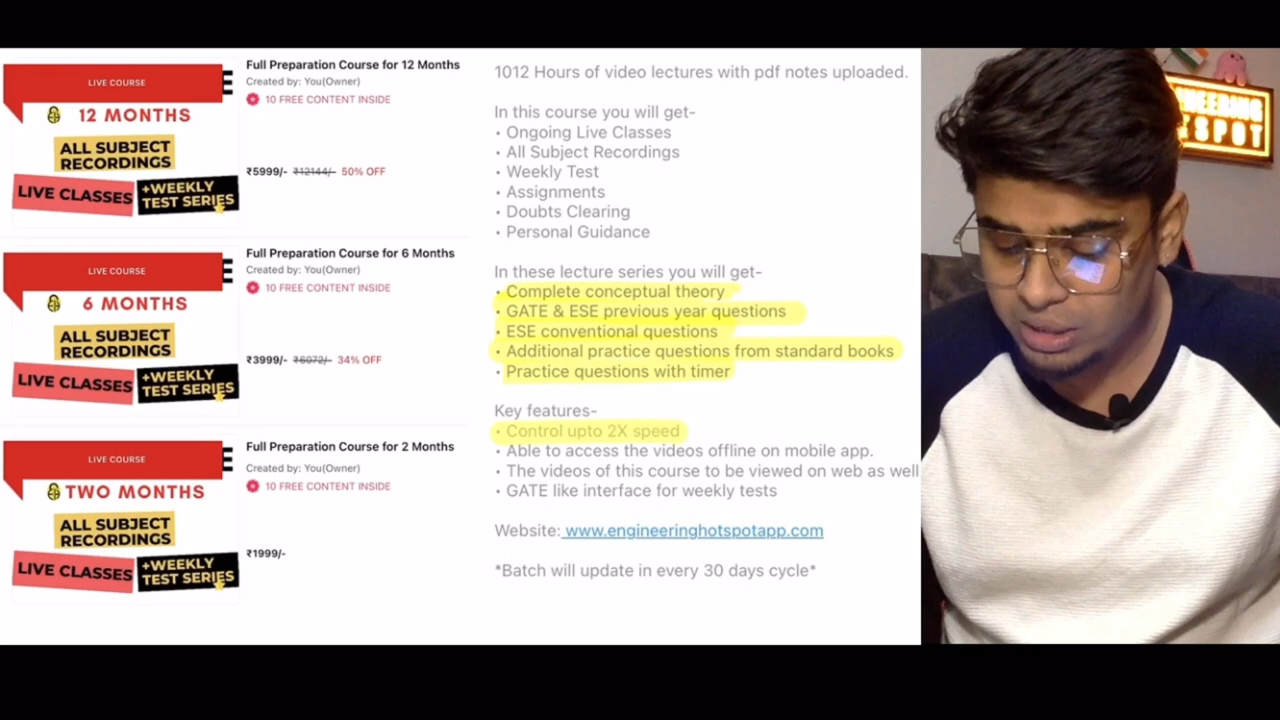 LIVE COURSE
12 MONTHS
ALL SUBJECT
RECORDINGS
LIVE CLASSES
+WEEKLY
TEST SERIES
Full Preparation Course for 12 Months
Created by: You(Owner)
10 FREE CONTENT INSIDE
₹5999/- ₹12144/- 50% OFF
LIVE COURSE
6 MONTHS
ALL SUBJECT
RECORDINGS
LIVE CLASSES
+WEEKLY
TEST SERIES
Full Preparation Course for 6 Months
Created by: You(Owner)
10 FREE CONTENT INSIDE
₹3999/- ₹6072/- 34% OFF
LIVE COURSE
TWO MONTHS
ALL SUBJECT
RECORDINGS
LIVE CLASSES
+WEEKLY
TEST SERIES
Full Preparation Course for 2 Months
Created by: You(Owner)
10 FREE CONTENT INSIDE
₹1999/-
1012 Hours of video lectures with pdf notes uploaded.
In this course you will get-
• Ongoing Live Classes
• All Subject Recordings
• Weekly Test
• Assignments
• Doubts Clearing
• Personal Guidance
In these lecture series you will get-
• Complete conceptual theory
• GATE & ESE previous year questions
• ESE conventional questions
• Additional practice questions from standard books
• Practice questions with timer
Key features-
• Control upto 2X speed
• Able to access the videos offline on mobile app.
• The videos of this course to be viewed on web as well
• GATE like interface for weekly tests
Website: www.engineeringhotspotapp.com
*Batch will update in every 30 days cycle*